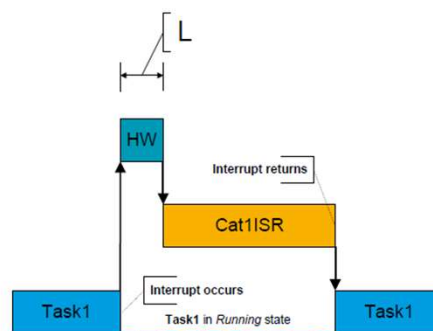 L
HW
Interrupt returns
Cat1ISR
Interrupt occurs
Task1
Task1 in Running state
Task1